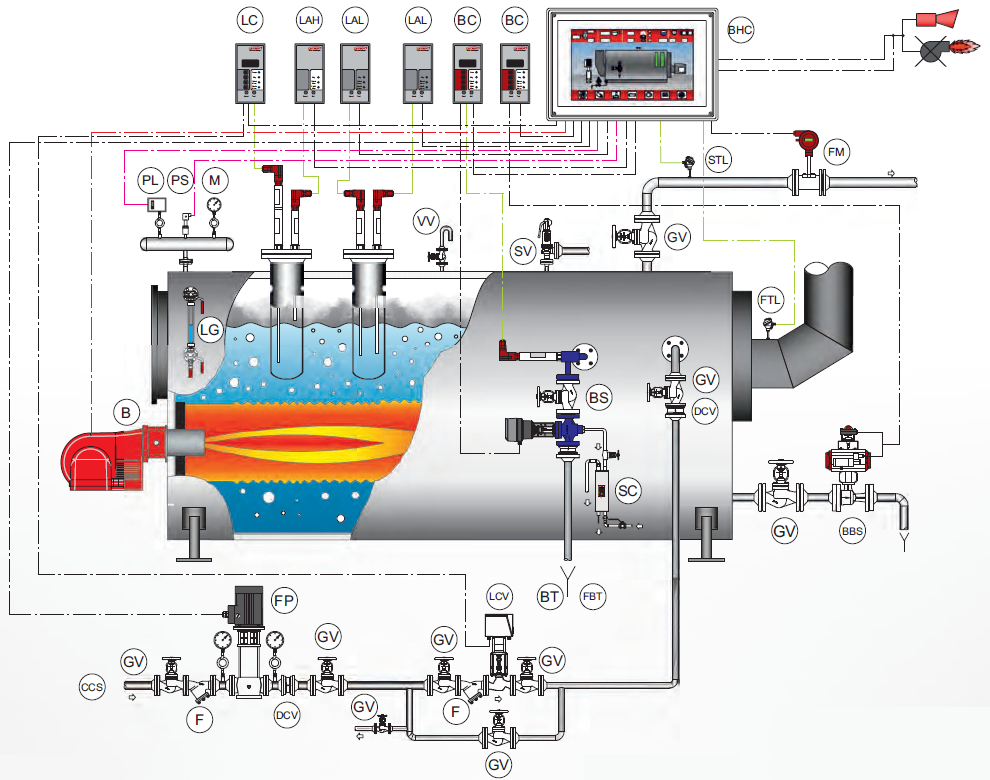 LC
LAH
LAL
LAL
BC
BC
BHC
STL
FM
PL
PS
M
VV
SV
GV
FTL
LG
B
BS
GV
DCV
SC
GV
BBS
BT
FBT
LCV
FP
GV
GV
GV
GV
CCS
F
DCV
GV
F
GV